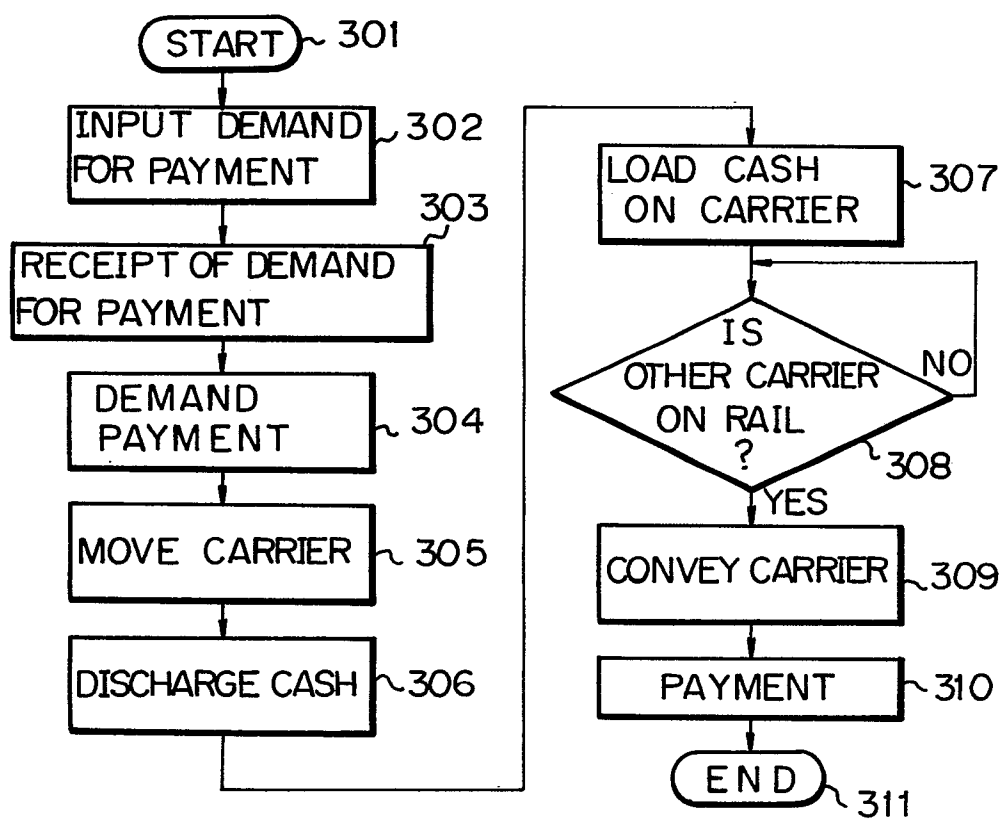 START
301
INPUT DEMAND
FOR PAYMENT
302
303
RECEIPT OF DEMAND
FOR PAYMENT
DEMAND
PAYMENT
304
MOVE CARRIER
305
DISCHARGE CASH
306
LOAD CASH
ON CARRIER
307
IS
OTHER CARRIER
ON RAIL
?
NO
308
YES
CONVEY CARRIER
309
PAYMENT
310
END
311